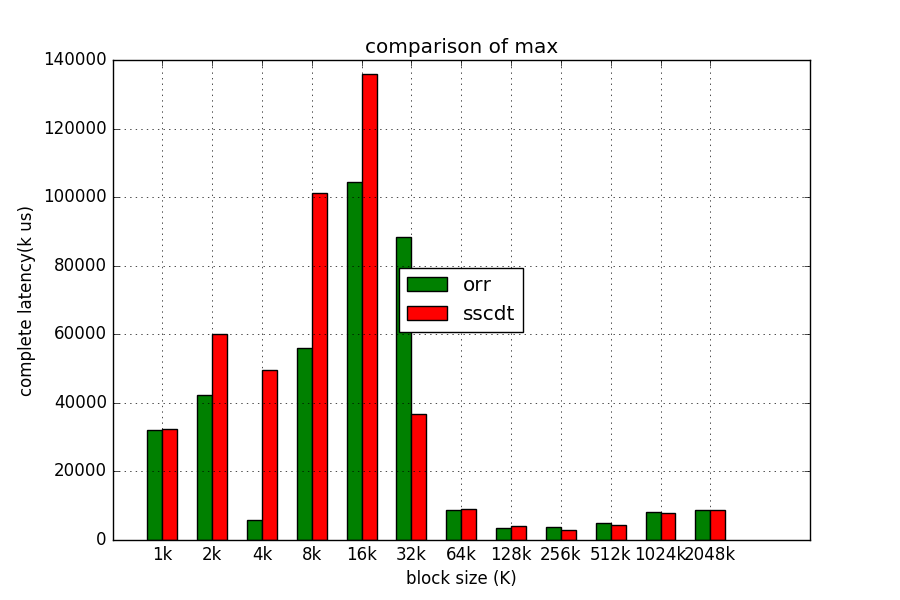 comparison of max
140000
120000
100000
80000
60000
40000
20000
0
complete latency(k us)
orr
sscdt
1k 2k 4k 8k 16k 32k 64k 128k 256k 512k 1024k 2048k
block size (K)